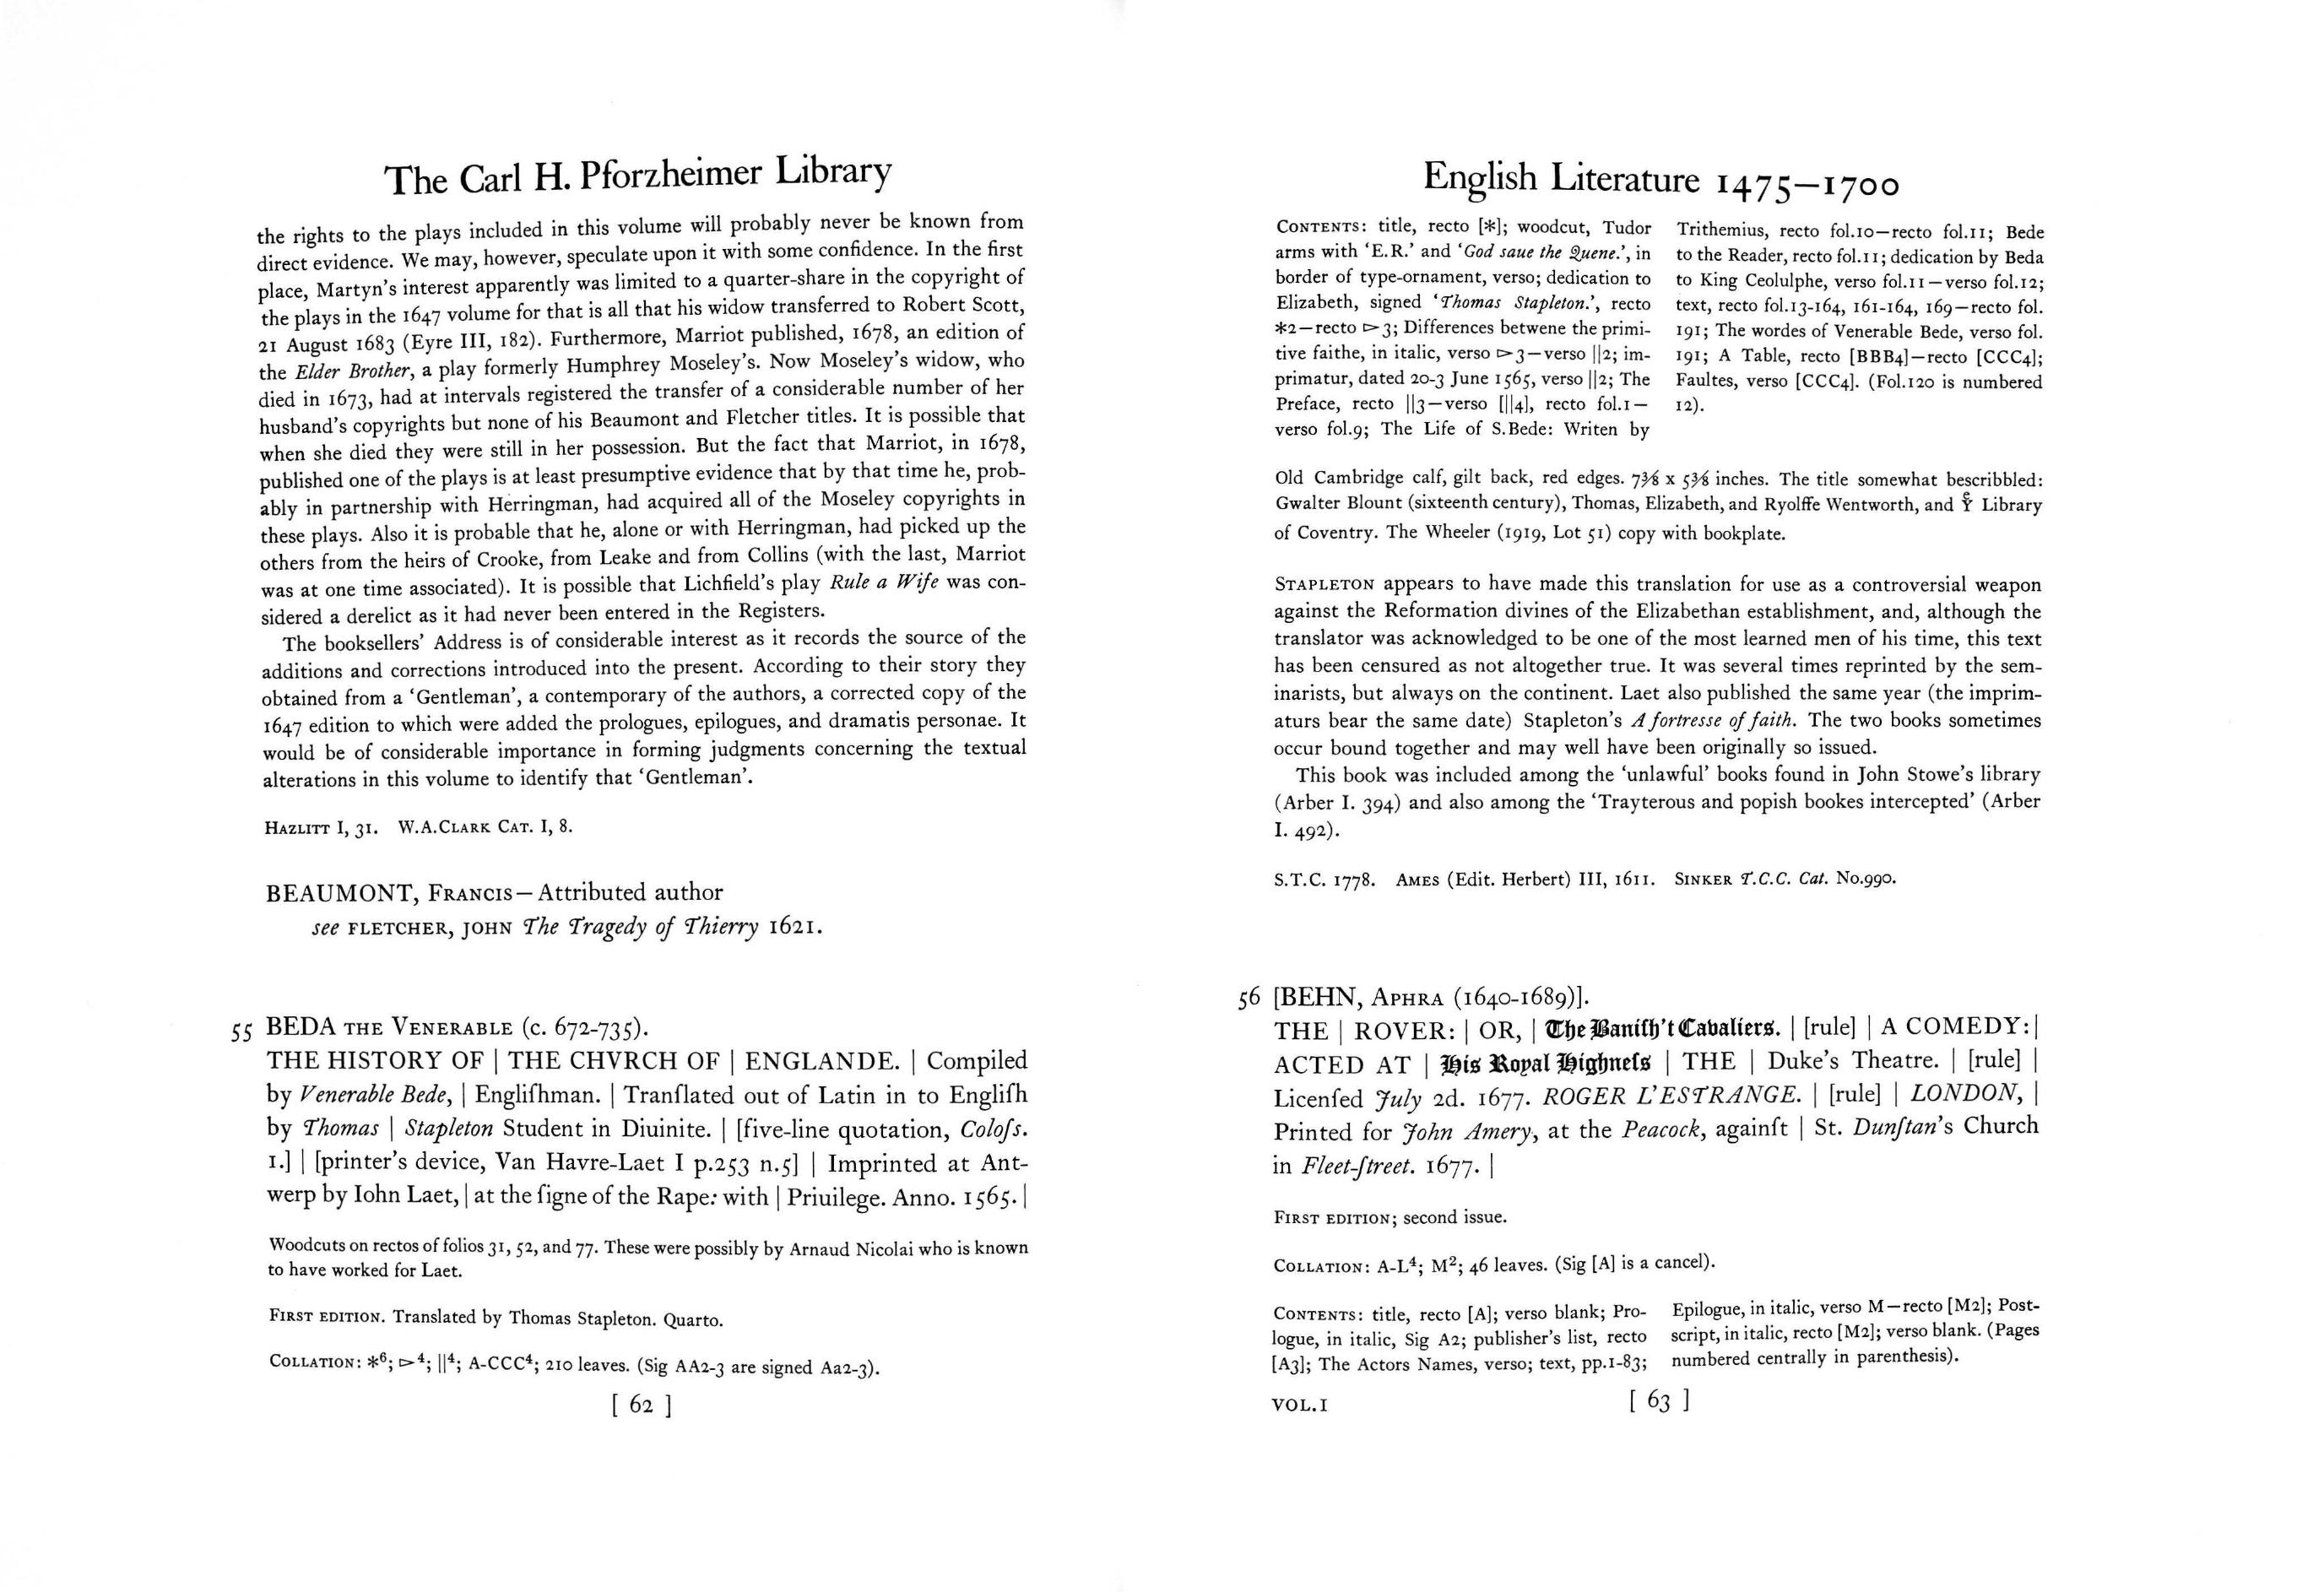 The Carl H. Pforzheimer Library
the rights to the plays included in this volume will probably never be known from
direct evidence. We may, however, speculate upon it with some confidence. In the first
place, Martyn's interest apparently was limited to a quarter-share in the copyright of
the plays in the 1647 volume for that is all that his widow transferred to Robert Scott,
21 August 1683 (Eyre III, 182). Furthermore, Marriot published, 1678, an edition of
the Elder Brother, a play formerly Humphrey Moseley's. Now Moseley's widow, who
died in 1673, had at intervals registered the transfer of a considerable number of her
husband's copyrights but none of his Beaumont and Fletcher titles. It is possible that
when she died they were still in her possession. But the fact that Marriot, in 1678,
published one of the plays is at least presumptive evidence that by that time he, prob-
ably in partnership with Herringman, had acquired all of the Moseley copyrights in
these plays. Also it is probable that he, alone or with Herringman, had picked up the
others from the heirs of Crooke, from Leake and from Collins (with the last, Marriot
was at one time associated). It is possible that Lichfield's play Rule a Wife was con-
sidered a derelict as it had never been entered in the Registers.
The booksellers' Address is of considerable interest as it records the source of the
additions and corrections introduced into the present. According to their story they
obtained from a 'Gentleman', a contemporary of the authors, a corrected copy of the
1647 edition to which were added the prologues, epilogues, and dramatis personae. It
would be of considerable importance in forming judgments concerning the textual
alterations in this volume to identify that 'Gentleman'.
HAZLITT I, 31. W.A.CLARK CAT. I, 8.
BEAUMONT, FRANCIS—Attributed author
see FLETCHER, JOHN The Tragedy of Thierry 1621.
55 BEDA THE VENERABLE (c. 672-735).
THE HISTORY OF | THE CHVRCH OF | ENGLANDE. | Compiled
by Venerable Bede, | Engliſhman. | Tranſlated out of Latin in to Engliſh
by Thomas | Stapleton Student in Diuinite. | [five-line quotation, Coloſs.
1.] | [printer's device, Van Havre-Laet I p.253 n.5] | Imprinted at Ant-
werp by Iohn Laet, | at the ſigne of the Rape: with | Priuilege. Anno. 1565. |
Woodcuts on rectos of folios 31, 52, and 77. These were possibly by Arnaud Nicolai who is known
to have worked for Laet.
FIRST EDITION. Translated by Thomas Stapleton. Quarto.
COLLATION: *⁶; ▻⁴; ||⁴; A-CCC⁴; 210 leaves. (Sig AA2-3 are signed Aa2-3).
[ 62 ]
English Literature 1475—1700
CONTENTS: title, recto [*]; woodcut, Tudor
arms with 'E.R.' and 'God saue the Quene.', in
border of type-ornament, verso; dedication to
Elizabeth, signed 'Thomas Stapleton.', recto
*2—recto ▻3; Differences betwene the primi-
tive faithe, in italic, verso ▻3—verso ||2; im-
primatur, dated 20-3 June 1565, verso ||2; The
Preface, recto ||3—verso [||4], recto fol.1—
verso fol.9; The Life of S.Bede: Writen by
Trithemius, recto fol.10—recto fol.11; Bede
to the Reader, recto fol.11; dedication by Beda
to King Ceolulphe, verso fol.11—verso fol.12;
text, recto fol.13-164, 161-164, 169—recto fol.
191; The wordes of Venerable Bede, verso fol.
191; A Table, recto [BBB4]—recto [CCC4];
Faultes, verso [CCC4]. (Fol.120 is numbered
12).
Old Cambridge calf, gilt back, red edges. 7⅜ x 5⅜ inches. The title somewhat bescribbled:
Gwalter Blount (sixteenth century), Thomas, Elizabeth, and Ryolffe Wentworth, and Yͤ Library
of Coventry. The Wheeler (1919, Lot 51) copy with bookplate.
STAPLETON appears to have made this translation for use as a controversial weapon
against the Reformation divines of the Elizabethan establishment, and, although the
translator was acknowledged to be one of the most learned men of his time, this text
has been censured as not altogether true. It was several times reprinted by the sem-
inarists, but always on the continent. Laet also published the same year (the imprim-
aturs bear the same date) Stapleton's A fortresse of faith. The two books sometimes
occur bound together and may well have been originally so issued.
This book was included among the 'unlawful' books found in John Stowe's library
(Arber I. 394) and also among the 'Trayterous and popish bookes intercepted' (Arber
I. 492).
S.T.C. 1778. AMES (Edit. Herbert) III, 1611. SINKER T.C.C. Cat. No.990.
56 [BEHN, APHRA (1640-1689)].
THE | ROVER: | OR, | The Baniſh't Cavaliers. | [rule] | A COMEDY: |
ACTED AT | His Royal Highneſs | THE | Duke's Theatre. | [rule] |
Licenſed July 2d. 1677. ROGER L'ESTRANGE. | [rule] | LONDON, |
Printed for John Amery, at the Peacock, againſt | St. Dunſtan's Church
in Fleet-ſtreet. 1677. |
FIRST EDITION; second issue.
COLLATION: A-L⁴; M²; 46 leaves. (Sig [A] is a cancel).
CONTENTS: title, recto [A]; verso blank; Pro-
logue, in italic, Sig A2; publisher's list, recto
[A3]; The Actors Names, verso; text, pp.1-83;
Epilogue, in italic, verso M—recto [M2]; Post-
script, in italic, recto [M2]; verso blank. (Pages
numbered centrally in parenthesis).
VOL.I
[ 63 ]